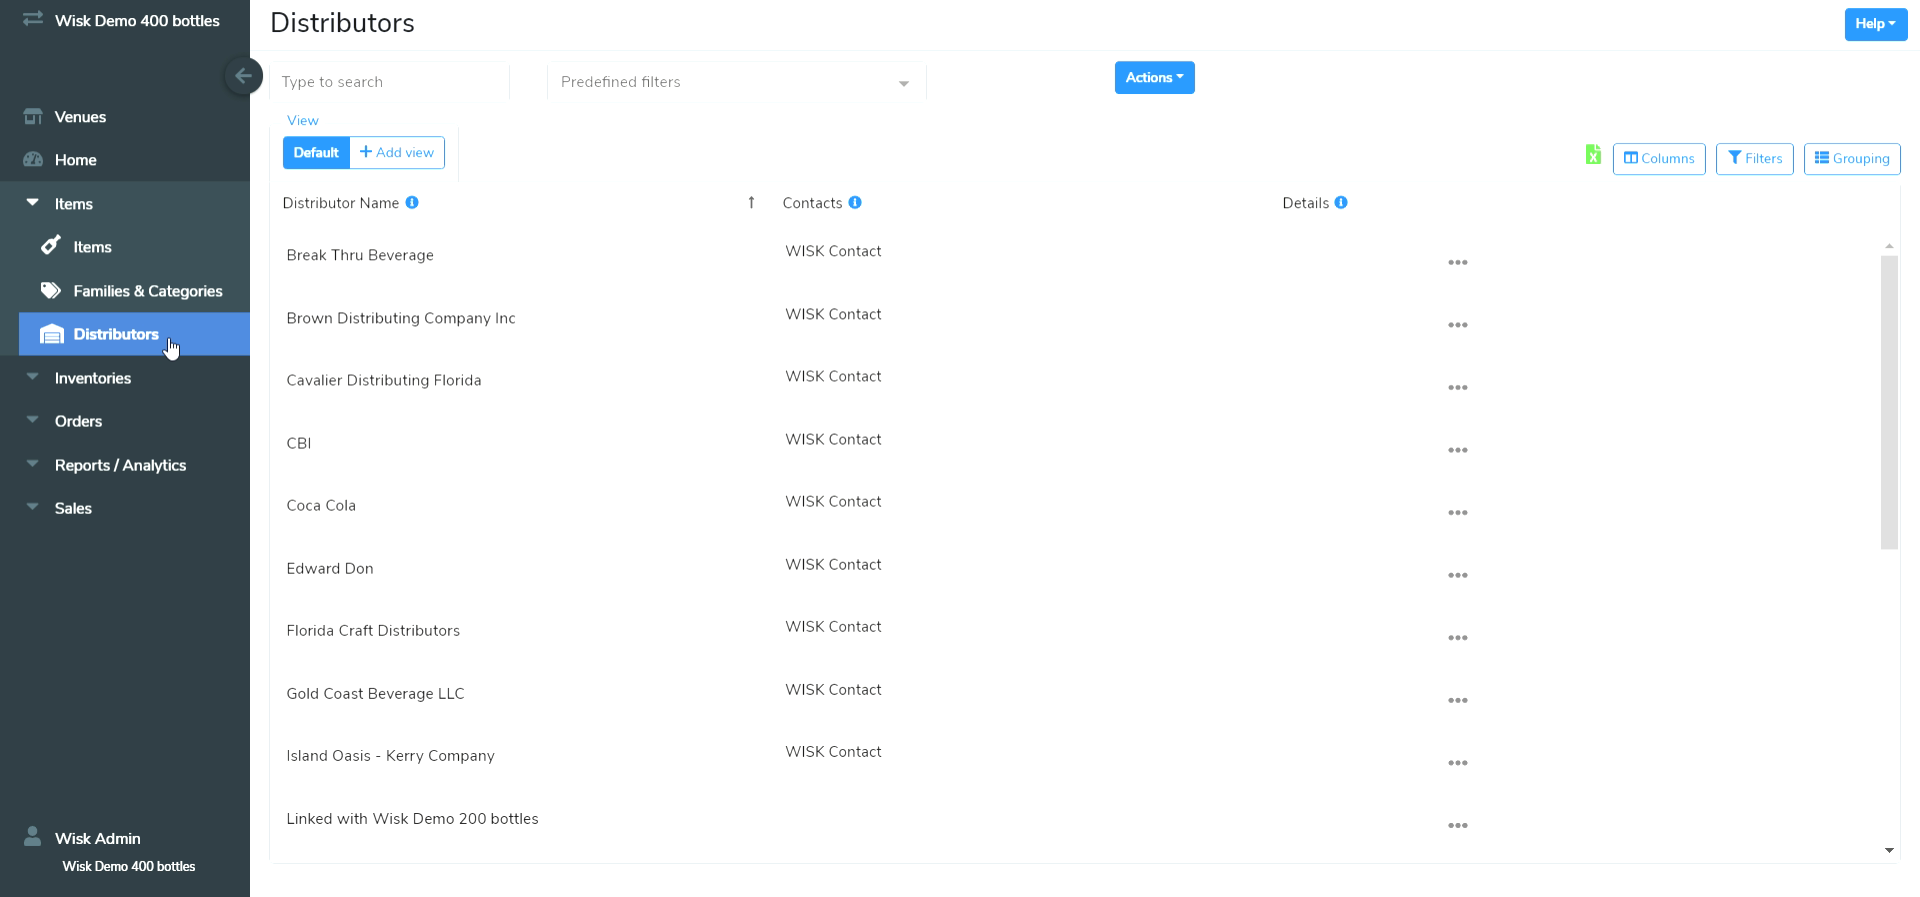 Wisk Demo 400 bottles
Distributors
Help
Type to search
Predefined filters
Actions
View
Default
Add view
Columns
Filters
Grouping
Venues
Home
Items
Items
Families & Categories
Distributors
Inventories
Orders
Reports / Analytics
Sales
Wisk Admin
Wisk Demo 400 bottles
Distributor Name
Contacts
Details
Break Thru Beverage WISK Contact
Brown Distributing Company Inc WISK Contact
Cavalier Distributing Florida WISK Contact
CBI WISK Contact
Coca Cola WISK Contact
Edward Don WISK Contact
Florida Craft Distributors WISK Contact
Gold Coast Beverage LLC WISK Contact
Island Oasis - Kerry Company WISK Contact
Linked with Wisk Demo 200 bottles